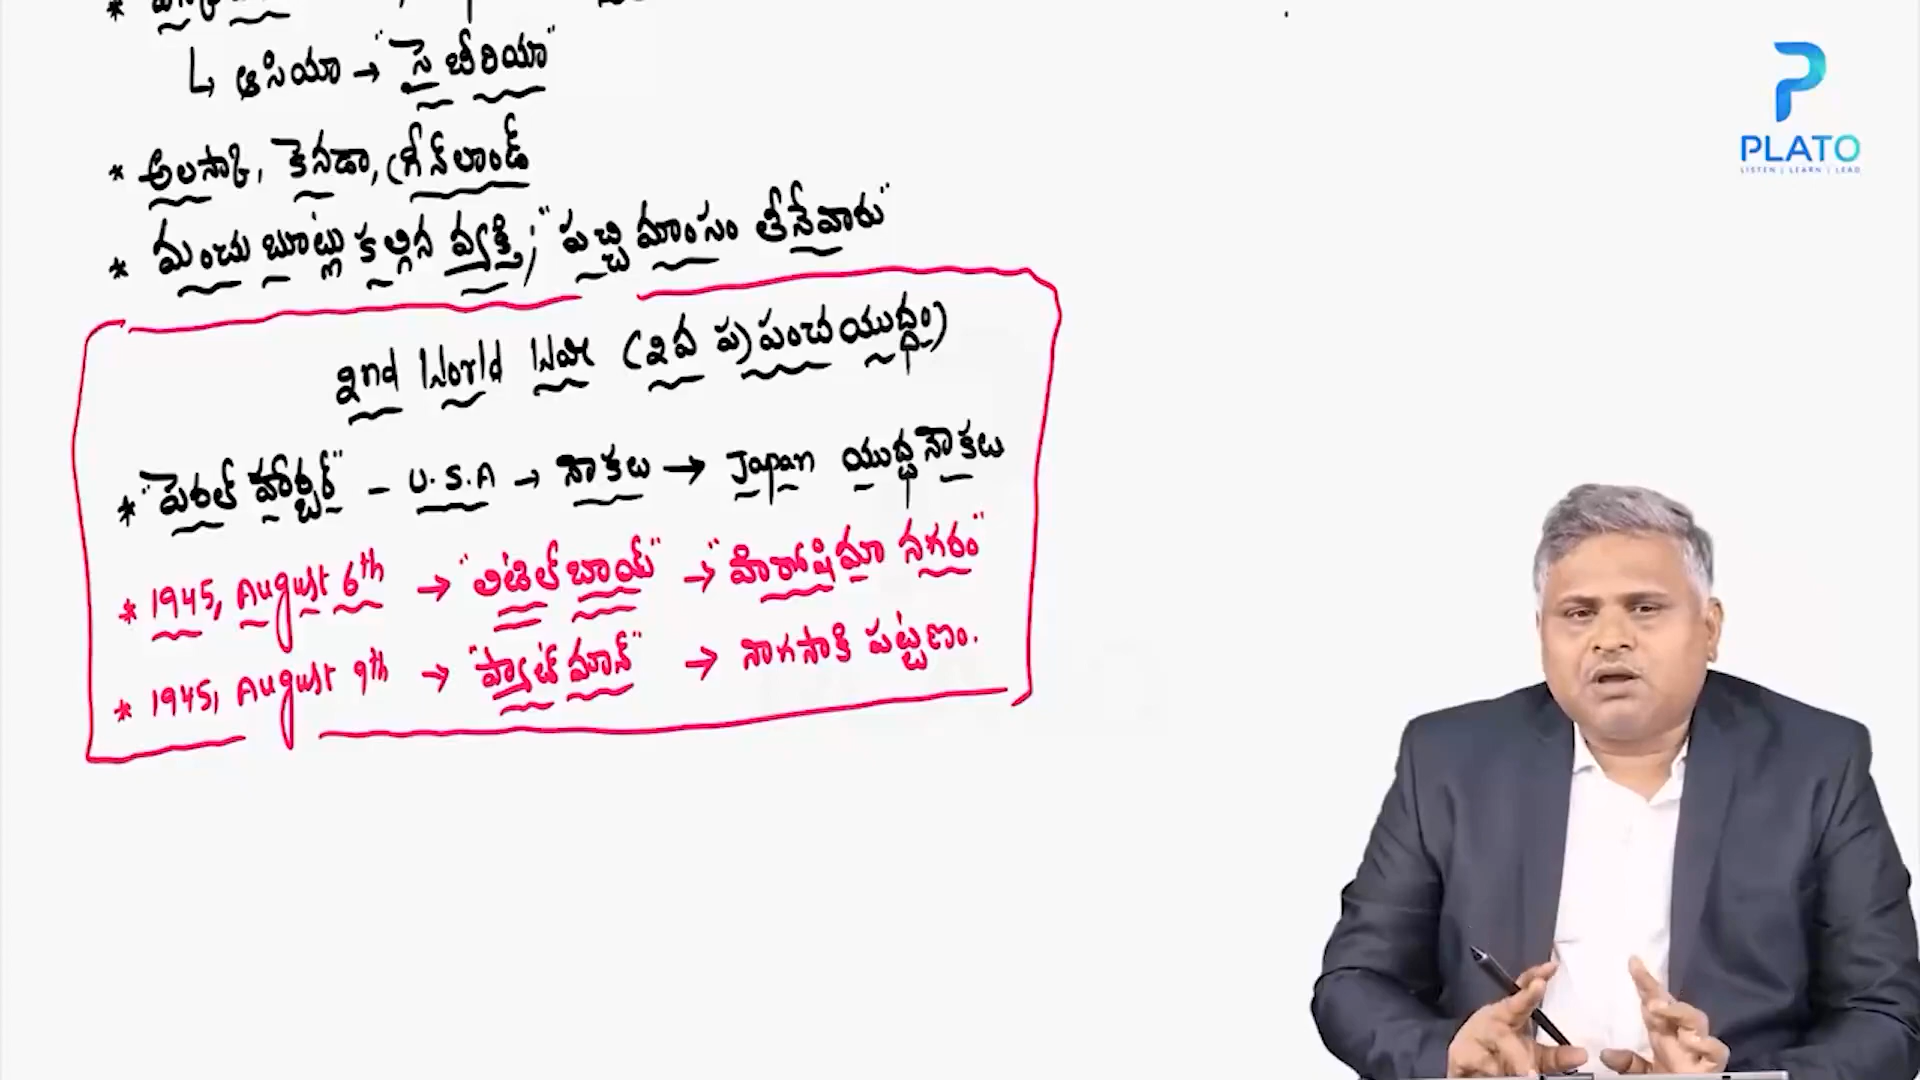 ↳ ఆసియా → "సైబీరియా"
* అలస్కా, కెనడా, గ్రీన్‌లాండ్
* మంచు బూట్లు కల్గిన వ్యక్తి; "పచ్చి మాంసం తినేవారు"
2nd World War (2వ ప్రపంచయుద్ధం)
* "పెరల్ హార్బర్" - U.S.A → నౌకలు → Japan యుద్ధనౌకలు
* 1945, August 6th → "లిటిల్ బాయ్" → "హిరోషిమా నగరం"
* 1945, August 9th → "ఫ్యాట్ మాన్" → నాగసాకి పట్టణం.
PLATO
LISTEN | LEARN | LEAD